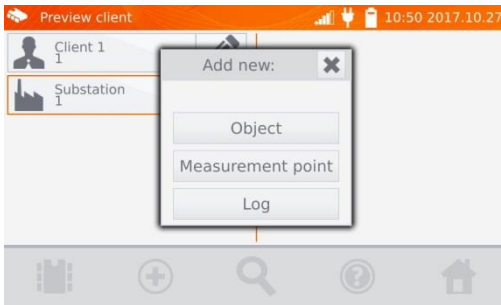 Preview client
10:50 2017.10.27
Client 1
1
Substation
1
Add new:
Object
Measurement point
Log